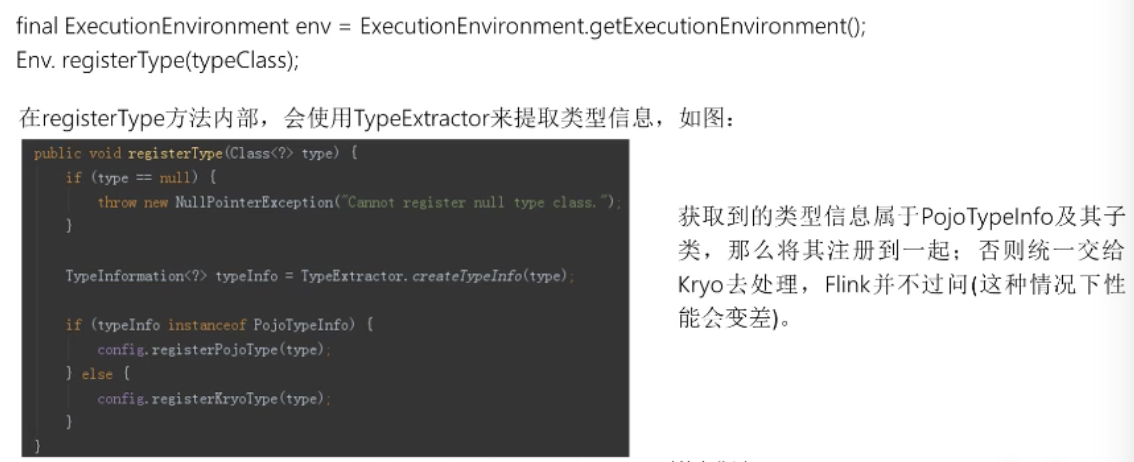 final ExecutionEnvironment env = ExecutionEnvironment.getExecutionEnvironment();
Env. registerType(typeClass);
在registerType方法内部，会使用TypeExtractor来提取类型信息，如图：
public void registerType(Class<?> type) {
if (type == null) {
throw new NullPointerException("Cannot register null type class.");
}
TypeInformation<?> typeInfo = TypeExtractor.createTypeInfo(type);
if (typeInfo instanceof PojoTypeInfo) {
config.registerPojoType(type);
} else {
config.registerKryoType(type);
}
}
获取到的类型信息属于PojoTypeInfo及其子
类，那么将其注册到一起；否则统一交给
Kryo去处理，Flink并不过问(这种情况下性
能会变差)。